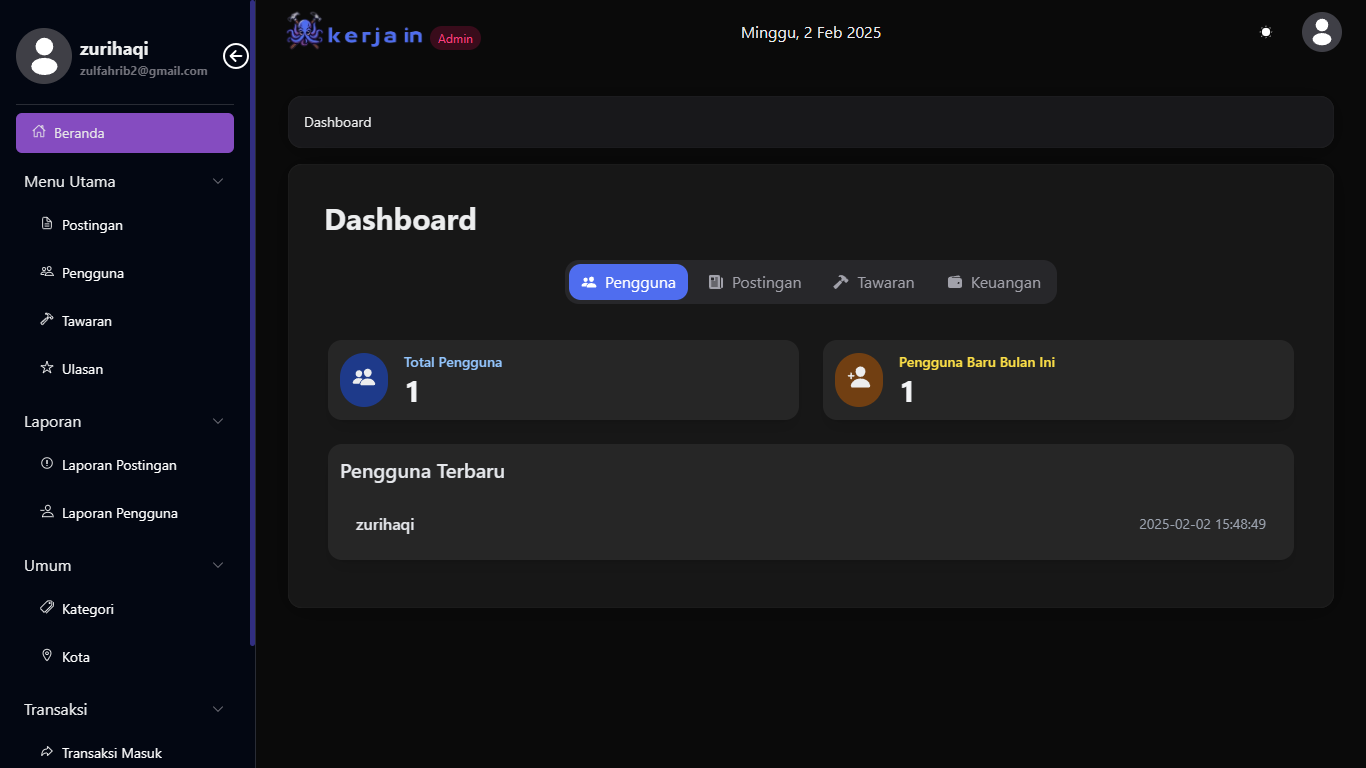 zurihaqi
zulfahrib2@gmail.com
Beranda
Menu Utama
Postingan
Pengguna
Tawaran
Ulasan
Laporan
Laporan Postingan
Laporan Pengguna
Umum
Kategori
Kota
Transaksi
Transaksi Masuk
kerjain Admin
Minggu, 2 Feb 2025
Dashboard
Dashboard
Pengguna Postingan Tawaran Keuangan
Total Pengguna
1
Pengguna Baru Bulan Ini
1
Pengguna Terbaru
zurihaqi 2025-02-02 15:48:49